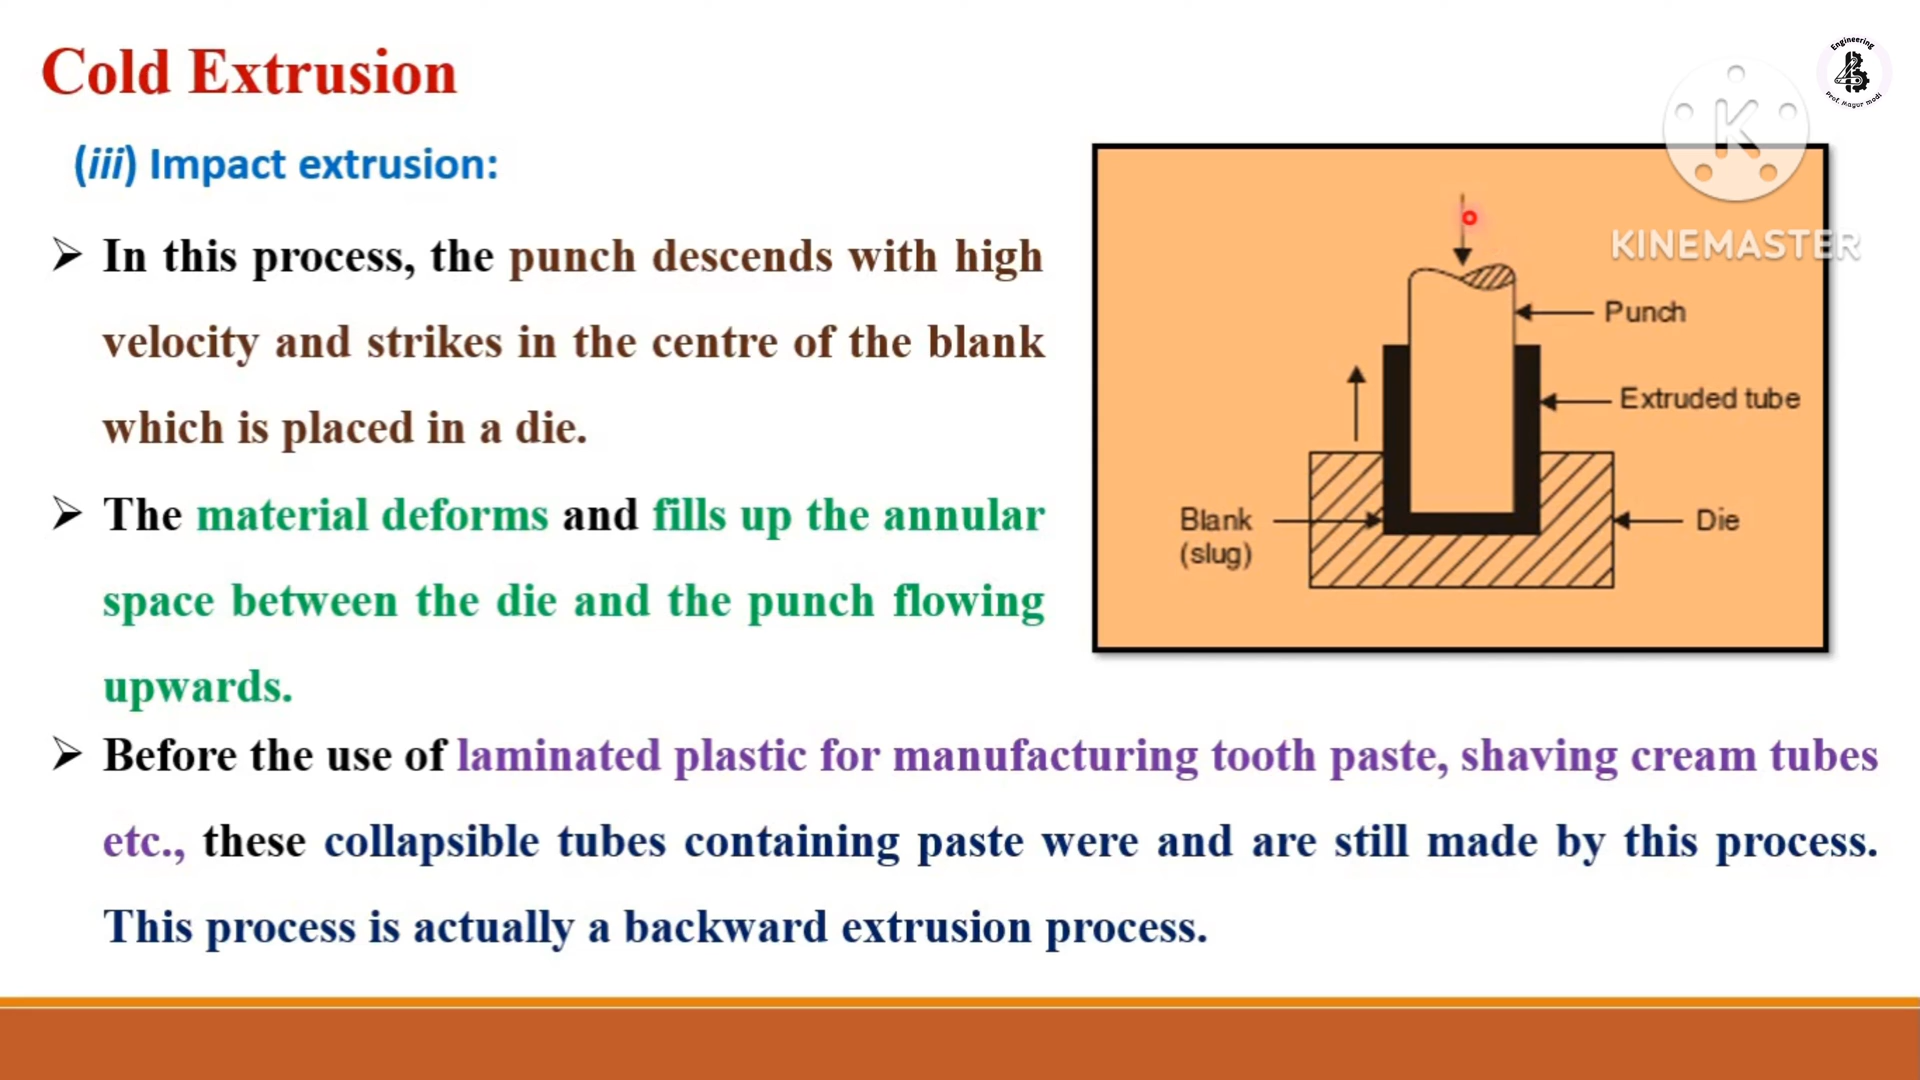 Cold Extrusion
(iii) Impact extrusion:
➢ In this process, the punch descends with high
velocity and strikes in the centre of the blank
which is placed in a die.
➢ The material deforms and fills up the annular
space between the die and the punch flowing
upwards.
➢ Before the use of laminated plastic for manufacturing tooth paste, shaving cream tubes
etc., these collapsible tubes containing paste were and are still made by this process.
This process is actually a backward extrusion process.
Engineering
Prof. Mayur modi
K
KINEMASTER
Punch
Extruded tube
Blank
(slug)
Die